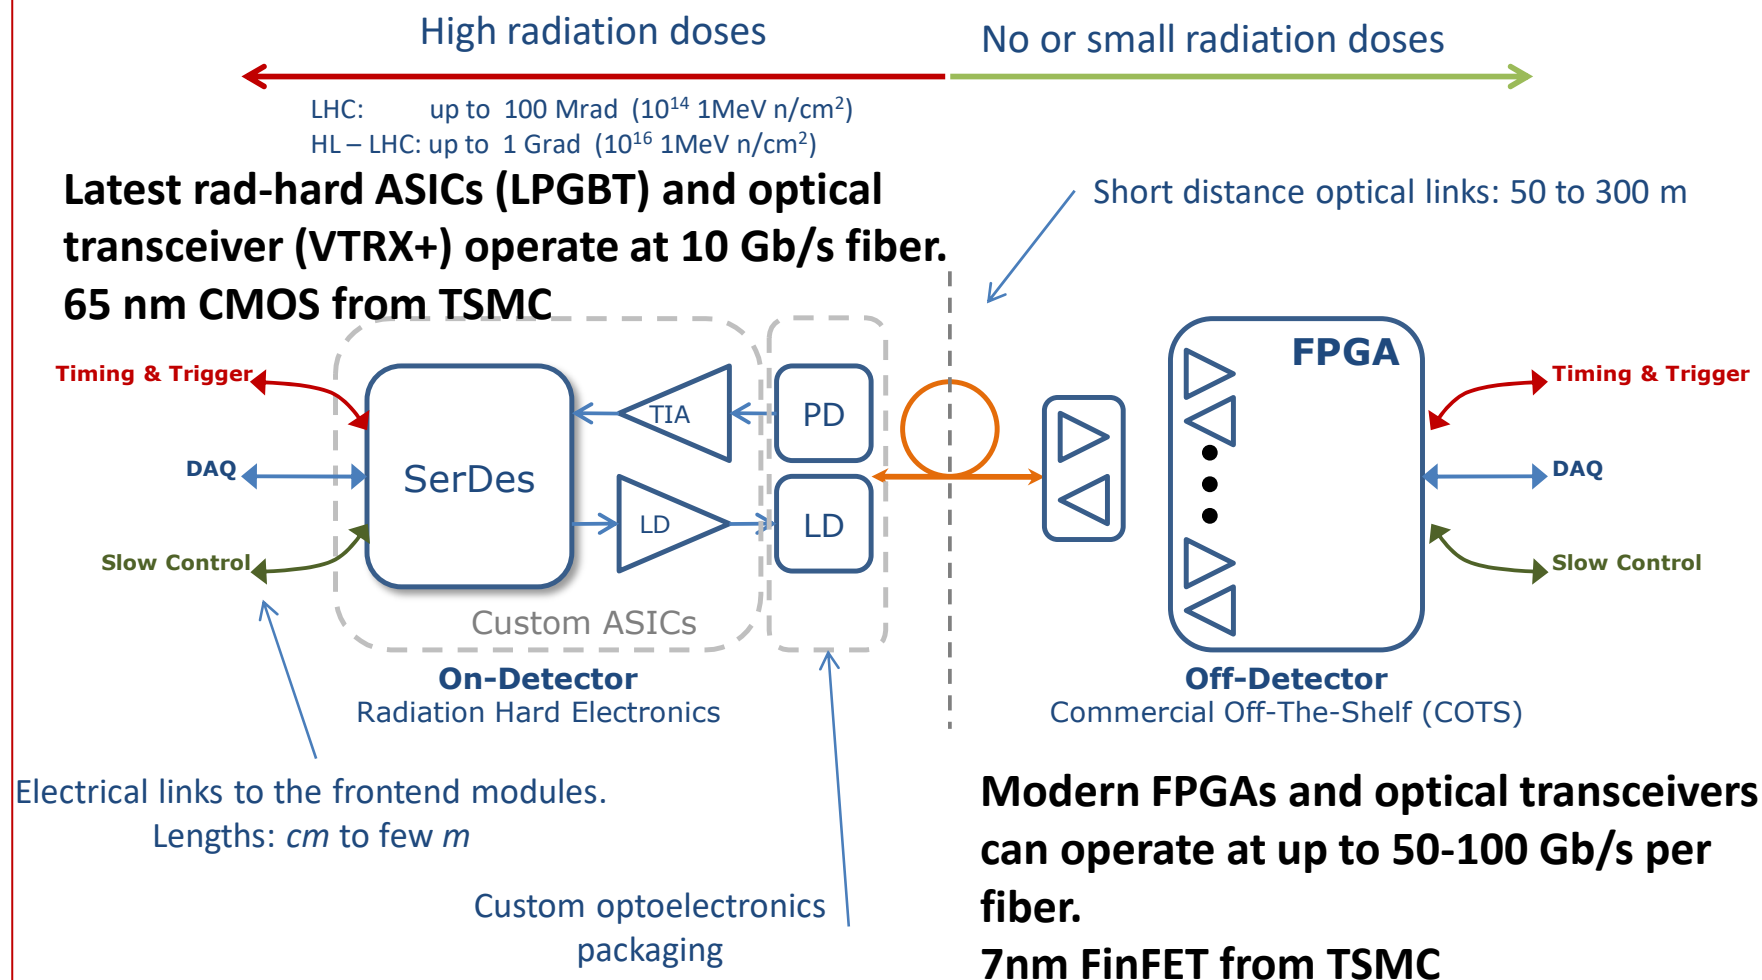 High radiation doses
No or small radiation doses
LHC: up to 100 Mrad (10¹⁴ 1MeV n/cm²)
HL – LHC: up to 1 Grad (10¹⁶ 1MeV n/cm²)
Latest rad-hard ASICs (LPGBT) and optical
transceiver (VTRX+) operate at 10 Gb/s fiber.
65 nm CMOS from TSMC
Short distance optical links: 50 to 300 m
Timing & Trigger
DAQ
Slow Control
SerDes
TIA
LD
PD
LD
Custom ASICs
On-Detector
Radiation Hard Electronics
FPGA
Timing & Trigger
DAQ
Slow Control
Off-Detector
Commercial Off-The-Shelf (COTS)
Electrical links to the frontend modules.
Lengths: cm to few m
Custom optoelectronics
packaging
Modern FPGAs and optical transceivers
can operate at up to 50-100 Gb/s per
fiber.
7nm FinFET from TSMC